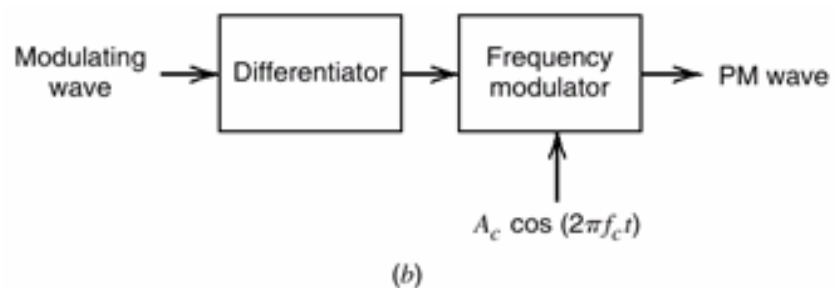 Modulating
wave
Differentiator
Frequency
modulator
PM wave
A_c cos (2πf_c t)
(b)